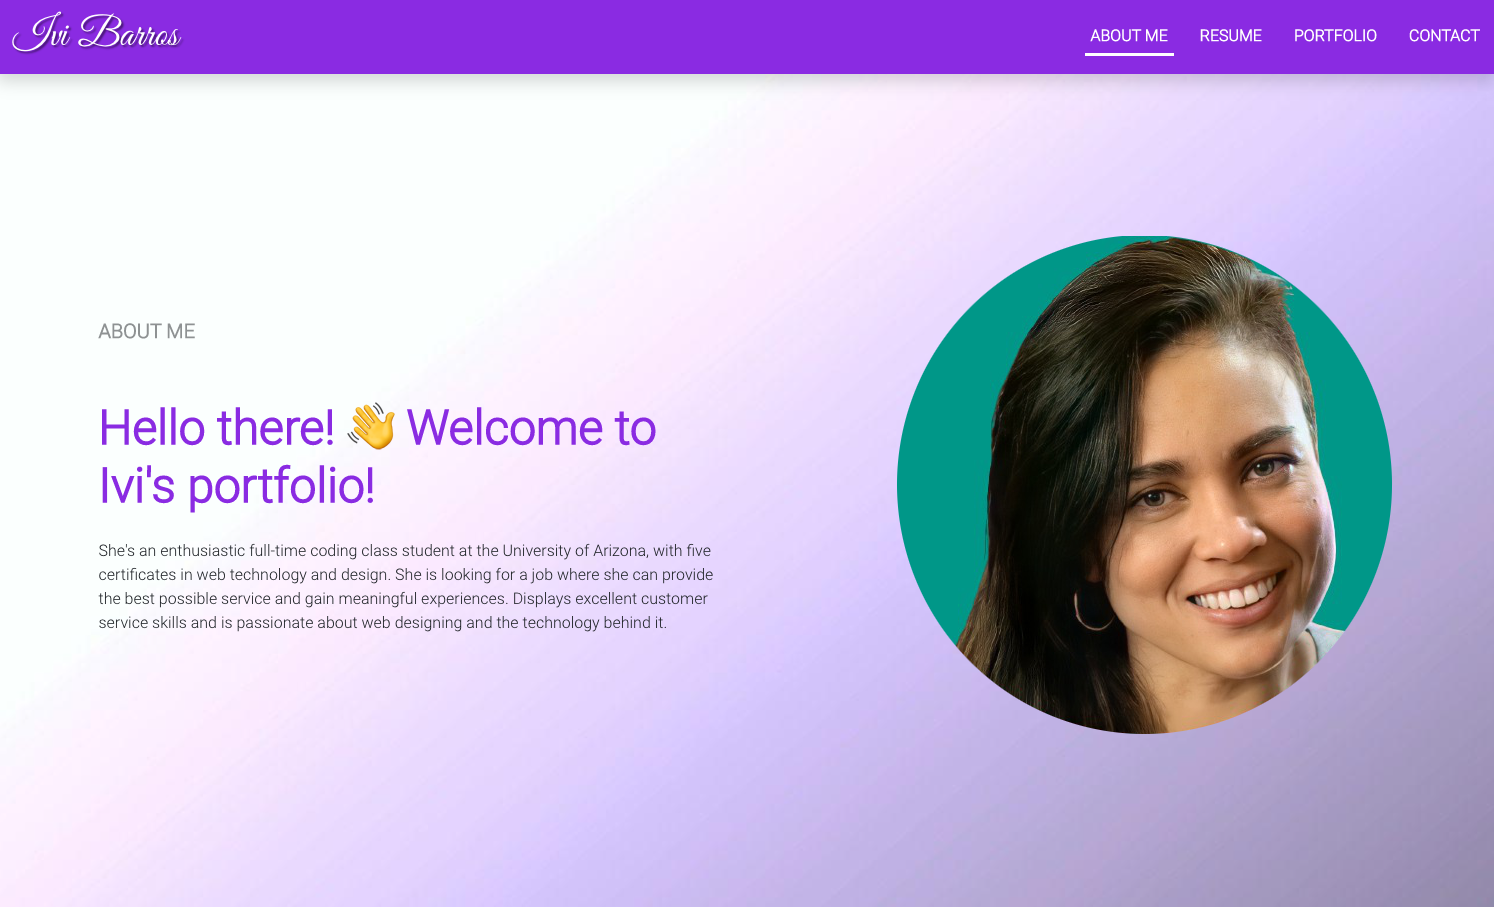 Ivi Barros
ABOUT ME RESUME PORTFOLIO CONTACT
ABOUT ME
Hello there! 👋 Welcome to
Ivi's portfolio!
She's an enthusiastic full-time coding class student at the University of Arizona, with five
certificates in web technology and design. She is looking for a job where she can provide
the best possible service and gain meaningful experiences. Displays excellent customer
service skills and is passionate about web designing and the technology behind it.